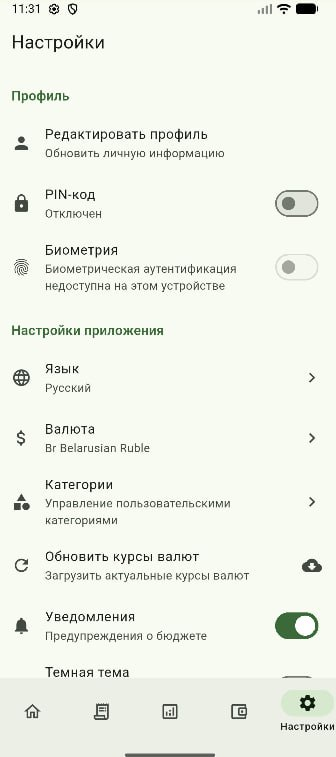 11:31
Настройки
Профиль
Редактировать профиль
Обновить личную информацию
PIN-код
Отключен
Биометрия
Биометрическая аутентификация
недоступна на этом устройстве
Настройки приложения
Язык
Русский
Валюта
Br Belarusian Ruble
Категории
Управление пользовательскими
категориями
Обновить курсы валют
Загрузить актуальные курсы валют
Уведомления
Предупреждения о бюджете
Темная тема
Настройки